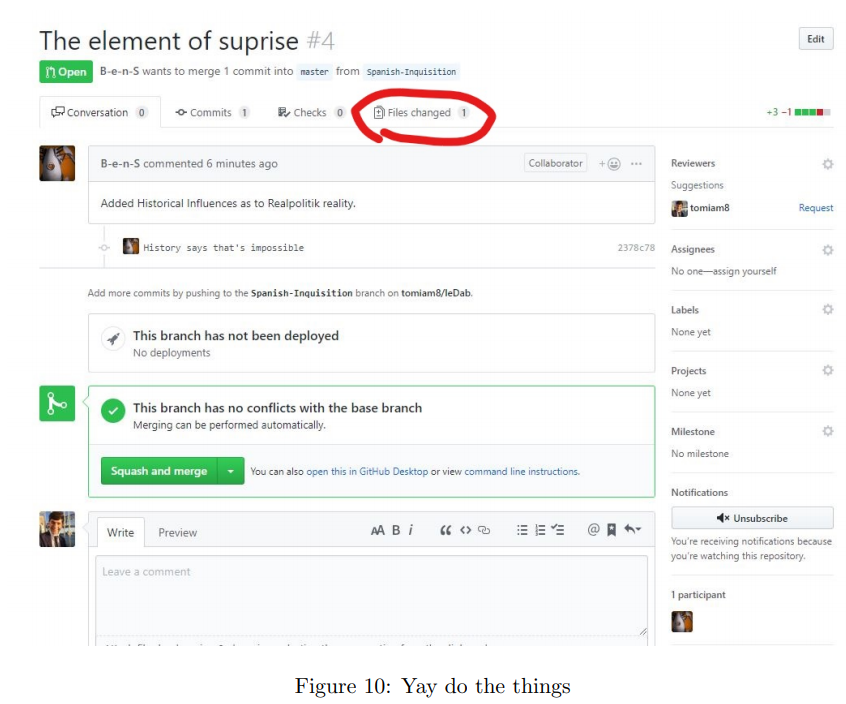 The element of suprise #4
Edit
Open B-e-n-S wants to merge 1 commit into master from Spanish-Inquisition
Conversation 0 Commits 1 Checks 0 Files changed 1 +3 −1
B-e-n-S commented 6 minutes ago Collaborator
Added Historical Influences as to Realpolitik reality.
History says that's impossible 2378c78
Add more commits by pushing to the Spanish-Inquisition branch on tomiam8/leDab.
This branch has not been deployed
No deployments
This branch has no conflicts with the base branch
Merging can be performed automatically.
Squash and merge You can also open this in GitHub Desktop or view command line instructions.
Write Preview AA B i
Leave a comment
Reviewers
Suggestions
tomiam8 Request
Assignees
No one—assign yourself
Labels
None yet
Projects
None yet
Milestone
No milestone
Notifications
Unsubscribe
You're receiving notifications because
you're watching this repository.
1 participant
Figure 10: Yay do the things